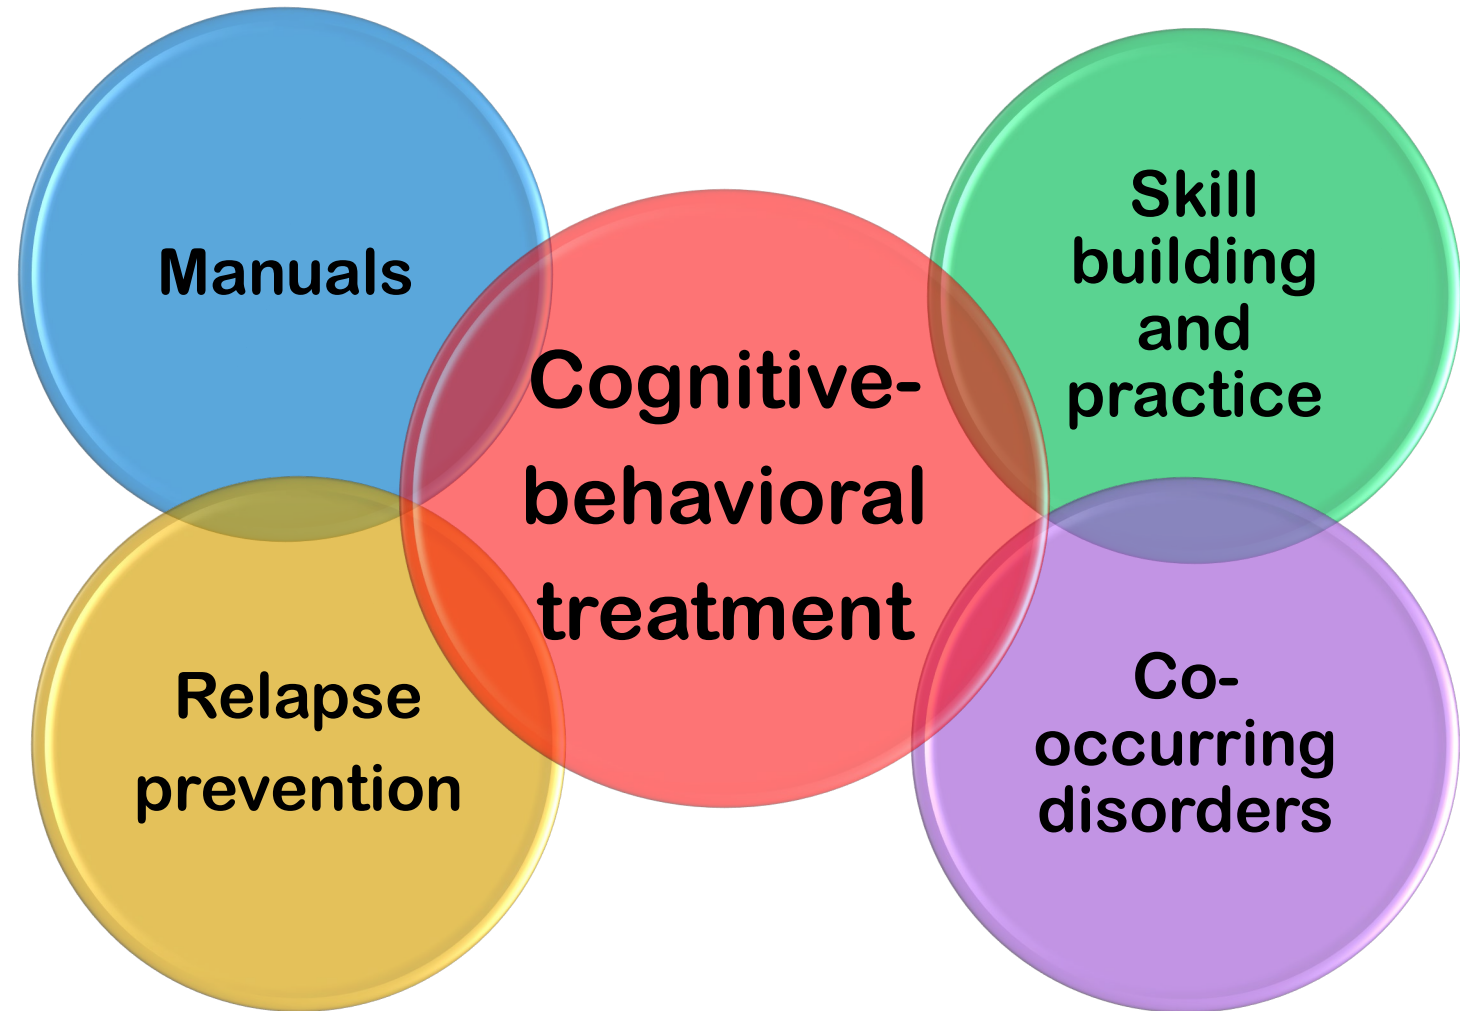 Manuals
Skill
building
and
practice
Cognitive-
behavioral
treatment
Relapse
prevention
Co-
occurring
disorders